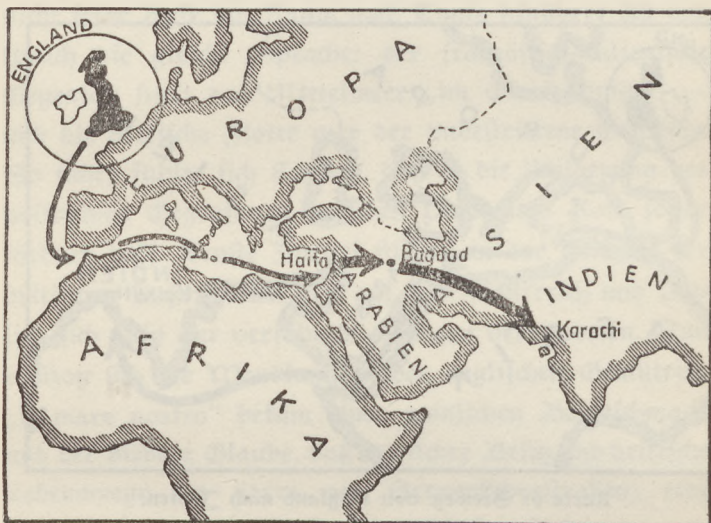 ENGLAND
EUROPA
ASIEN
Haifa
Bagdad
INDIEN
ARABIEN
Karachi
AFRIKA